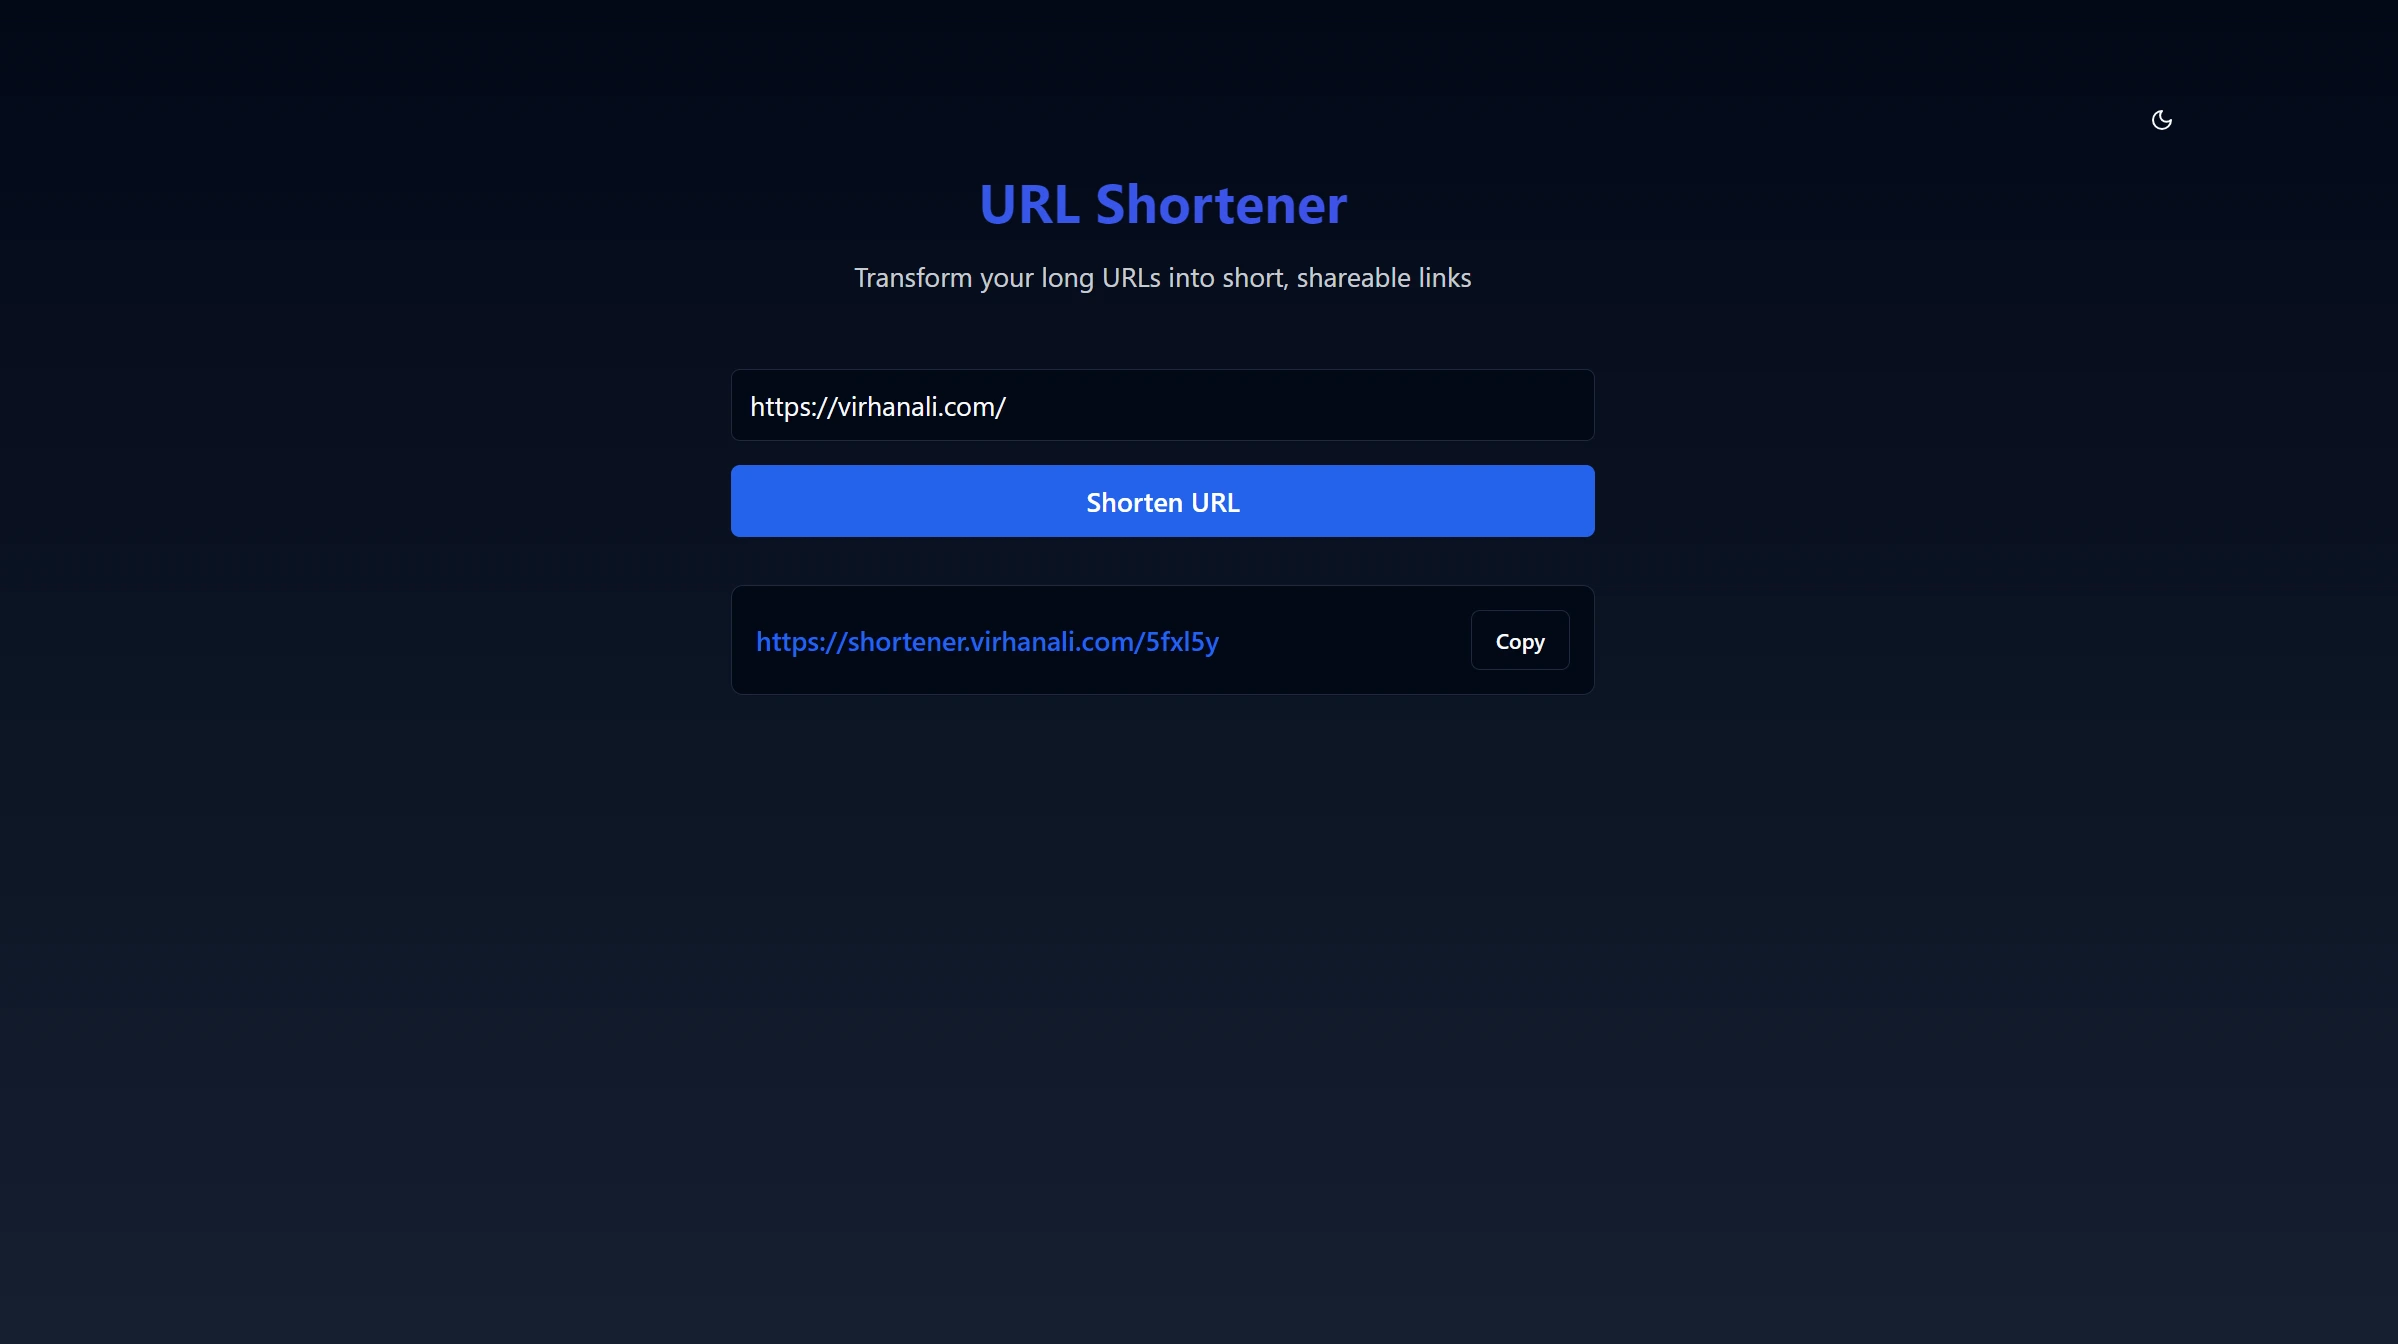 URL Shortener
Transform your long URLs into short, shareable links
https://virhanali.com/
Shorten URL
https://shortener.virhanali.com/5fxl5y
Copy